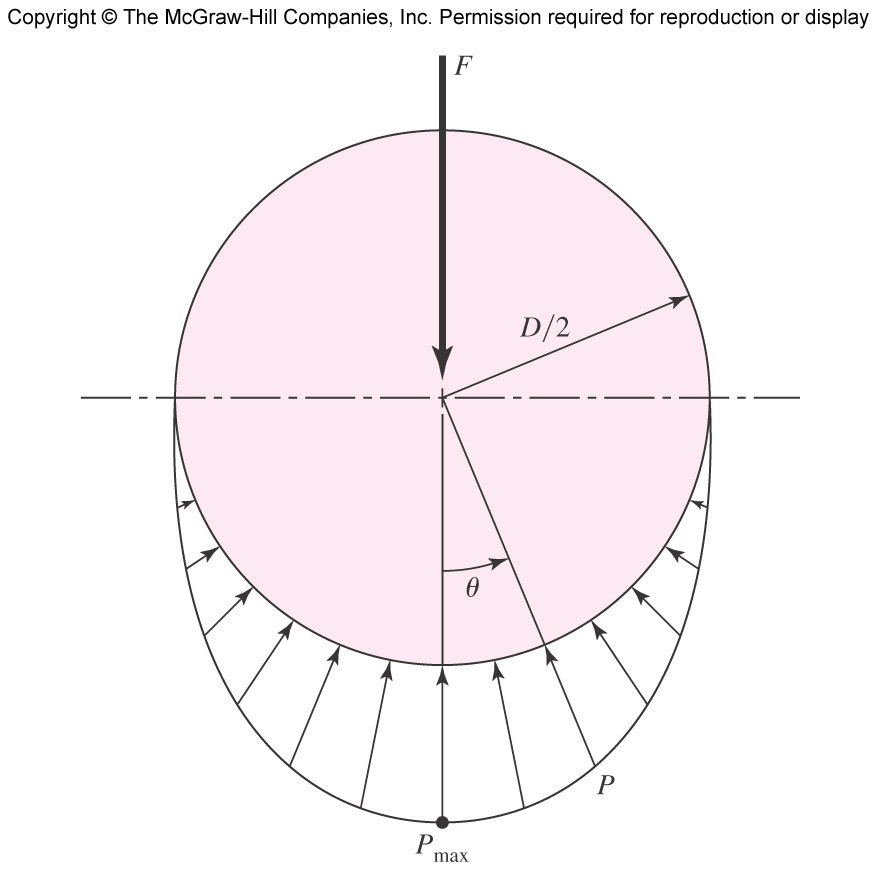 Copyright © The McGraw-Hill Companies, Inc. Permission required for reproduction or display
F
D/2
θ
P
Pmax